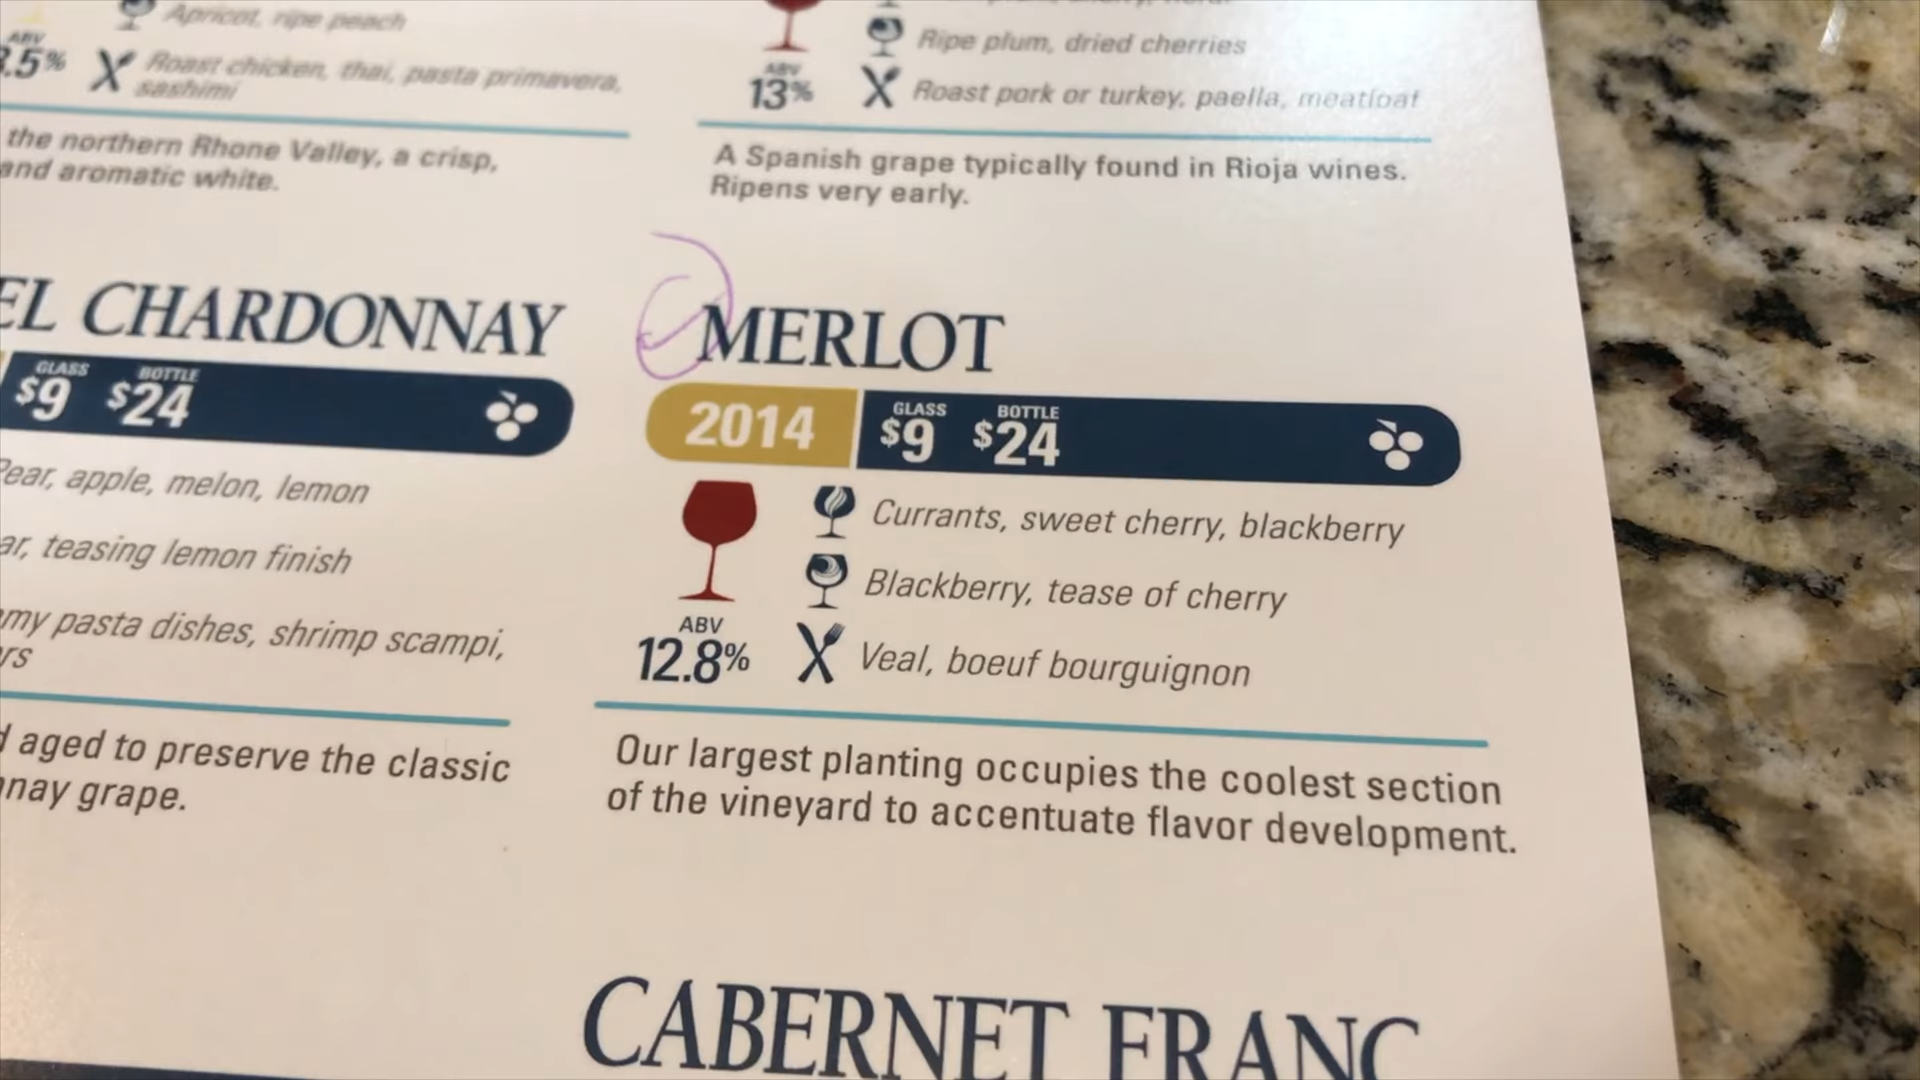 Apricot, ripe peach
ABV
.5%
Roast chicken, thai, pasta primavera,
sashimi
the northern Rhone Valley, a crisp,
and aromatic white.
Ripe plum, dried cherries
ABV
13%
Roast pork or turkey, paella, meatloaf
A Spanish grape typically found in Rioja wines.
Ripens very early.
EL CHARDONNAY
GLASS BOTTLE
$9 $24
Pear, apple, melon, lemon
ar, teasing lemon finish
my pasta dishes, shrimp scampi,
rs
d aged to preserve the classic
nnay grape.
MERLOT
2014
GLASS BOTTLE
$9 $24
Currants, sweet cherry, blackberry
Blackberry, tease of cherry
ABV
12.8%
Veal, boeuf bourguignon
Our largest planting occupies the coolest section
of the vineyard to accentuate flavor development.
CABERNET FRANC